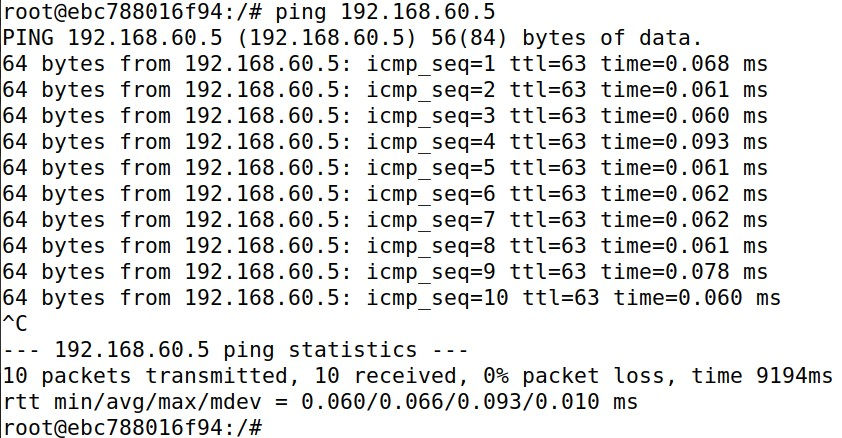 root@ebc788016f94:/# ping 192.168.60.5
PING 192.168.60.5 (192.168.60.5) 56(84) bytes of data.
64 bytes from 192.168.60.5: icmp_seq=1 ttl=63 time=0.068 ms
64 bytes from 192.168.60.5: icmp_seq=2 ttl=63 time=0.061 ms
64 bytes from 192.168.60.5: icmp_seq=3 ttl=63 time=0.060 ms
64 bytes from 192.168.60.5: icmp_seq=4 ttl=63 time=0.093 ms
64 bytes from 192.168.60.5: icmp_seq=5 ttl=63 time=0.061 ms
64 bytes from 192.168.60.5: icmp_seq=6 ttl=63 time=0.062 ms
64 bytes from 192.168.60.5: icmp_seq=7 ttl=63 time=0.062 ms
64 bytes from 192.168.60.5: icmp_seq=8 ttl=63 time=0.061 ms
64 bytes from 192.168.60.5: icmp_seq=9 ttl=63 time=0.078 ms
64 bytes from 192.168.60.5: icmp_seq=10 ttl=63 time=0.060 ms
^C
--- 192.168.60.5 ping statistics ---
10 packets transmitted, 10 received, 0% packet loss, time 9194ms
rtt min/avg/max/mdev = 0.060/0.066/0.093/0.010 ms
root@ebc788016f94:/#